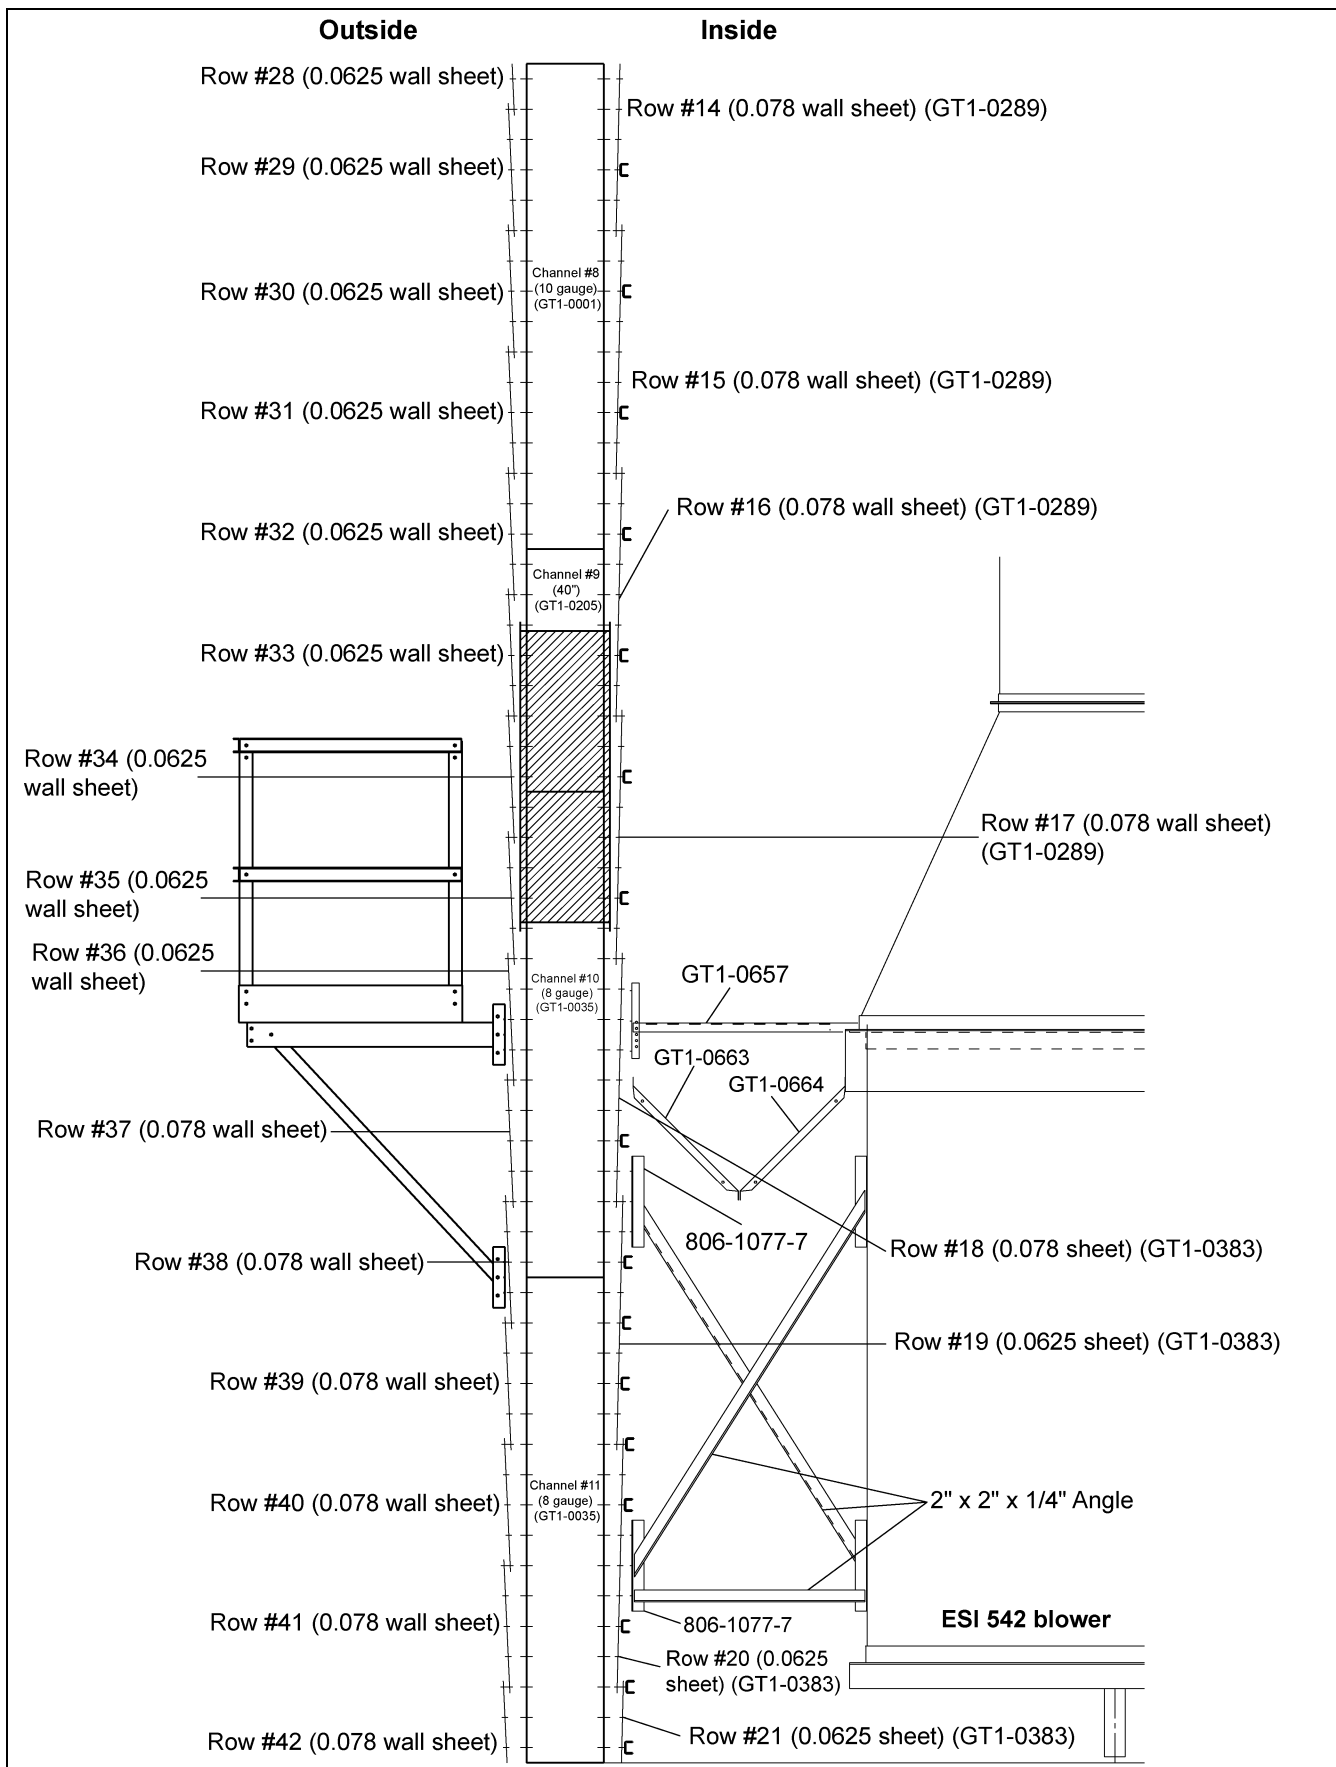 Outside
Inside
Row #28 (0.0625 wall sheet)
Row #14 (0.078 wall sheet) (GT1-0289)
Row #29 (0.0625 wall sheet)
Channel #8
(10 gauge)
(GT1-0001)
Row #30 (0.0625 wall sheet)
Row #15 (0.078 wall sheet) (GT1-0289)
Row #31 (0.0625 wall sheet)
Row #16 (0.078 wall sheet) (GT1-0289)
Row #32 (0.0625 wall sheet)
Channel #9
(40")
(GT1-0205)
Row #33 (0.0625 wall sheet)
Row #34 (0.0625
wall sheet)
Row #17 (0.078 wall sheet)
(GT1-0289)
Row #35 (0.0625
wall sheet)
Row #36 (0.0625
wall sheet)
Channel #10
(8 gauge)
(GT1-0035)
GT1-0657
GT1-0663
GT1-0664
Row #37 (0.078 wall sheet)
806-1077-7
Row #18 (0.078 sheet) (GT1-0383)
Row #38 (0.078 wall sheet)
Row #19 (0.0625 sheet) (GT1-0383)
Row #39 (0.078 wall sheet)
Channel #11
(8 gauge)
(GT1-0035)
Row #40 (0.078 wall sheet)
2" x 2" x 1/4" Angle
Row #41 (0.078 wall sheet)
806-1077-7
ESI 542 blower
Row #20 (0.0625
sheet) (GT1-0383)
Row #21 (0.0625 sheet) (GT1-0383)
Row #42 (0.078 wall sheet)